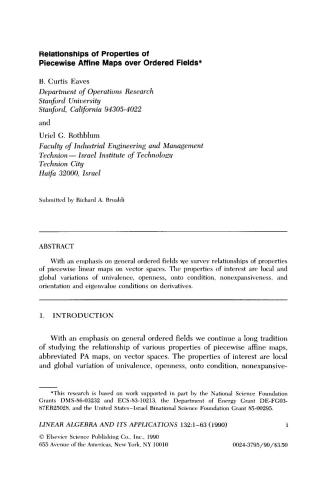 Relationships of Properties of
Piecewise Affine Maps over Ordered Fields*
B. Curtis Eaves
Department of Operations Research
Stanford University
Stanford, California 94305-4022
and
Uriel G. Rothblum
Faculty of Industrial Engineering and Management
Technion — Israel Institute of Technology
Technion City
Haifa 32000, Israel
Submitted by Richard A. Brualdi
ABSTRACT
With an emphasis on general ordered fields we survey relationships of properties
of piecewise linear maps on vector spaces. The properties of interest are local and
global variations of univalence, openness, onto condition, nonexpansiveness, and
orientation and eigenvalue conditions on derivatives.
1. INTRODUCTION
With an emphasis on general ordered fields we continue a long tradition
of studying the relationship of various properties of piecewise affine maps,
abbreviated PA maps, on vector spaces. The properties of interest are local
and global variation of univalence, openness, onto condition, nonexpansive-
*This research is based on work supported in part by the National Science Foundation
Grants DMS-86-03232 and ECS-83-10213, the Department of Energy Grant DE-FG03-
87ER25028, and the United States–Israel Binational Science Foundation Grant 85-00295.
LINEAR ALGEBRA AND ITS APPLICATIONS 132:1–63 (1990) 1
© Elsevier Science Publishing Co., Inc., 1990
655 Avenue of the Americas, New York, NY 10010 0024-3795/90/$3.50